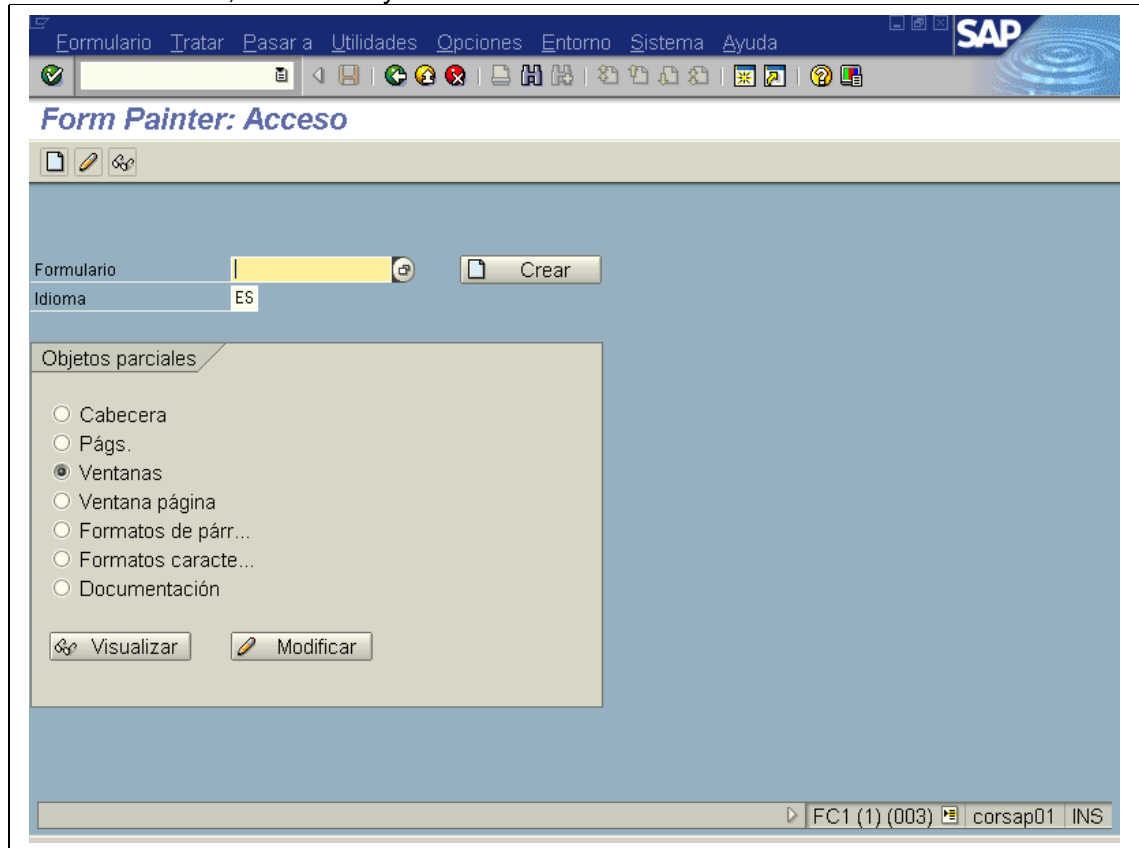 Formulario Tratar Pasar a Utilidades Opciones Entorno Sistema Ayuda
SAP
Form Painter: Acceso
Formulario
Crear
Idioma ES
Objetos parciales
Cabecera
Págs.
Ventanas
Ventana página
Formatos de párr...
Formatos caracte...
Documentación
Visualizar Modificar
FC1 (1) (003) corsap01 INS